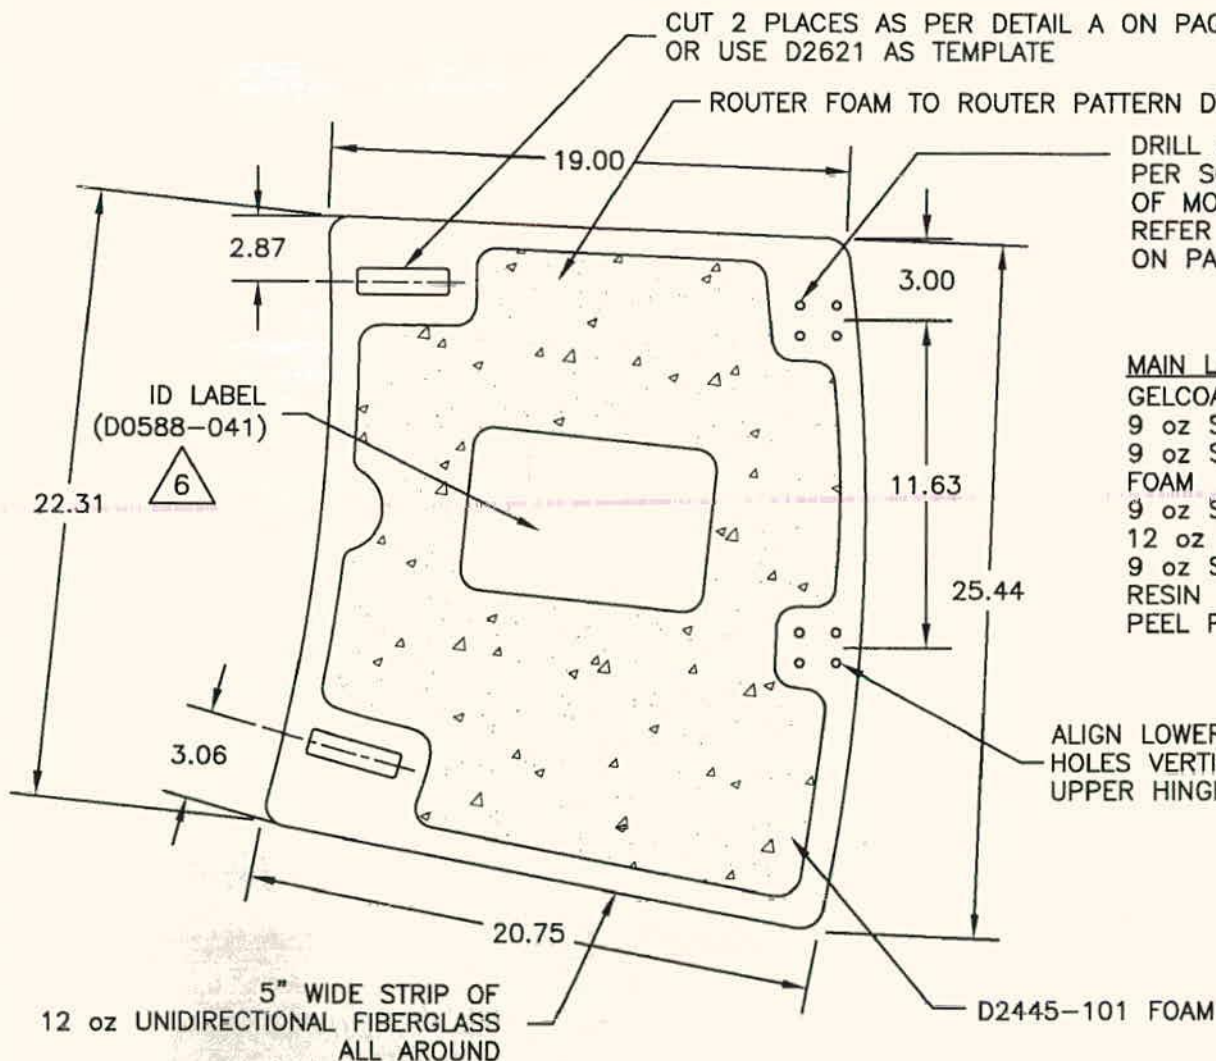 CUT 2 PLACES AS PER DETAIL A ON PAG
OR USE D2621 AS TEMPLATE
ROUTER FOAM TO ROUTER PATTERN D
DRILL
PER S
OF MO
REFER
ON PA
19.00
2.87
3.00
ID LABEL
(D0588-041)
6
22.31
11.63
25.44
MAIN L
GELCOA
9 oz S
9 oz S
FOAM
9 oz S
12 oz
9 oz S
RESIN
PEEL P
ALIGN LOWER
HOLES VERTI
UPPER HING
3.06
20.75
5" WIDE STRIP OF
12 oz UNIDIRECTIONAL FIBERGLASS
ALL AROUND
D2445-101 FOAM